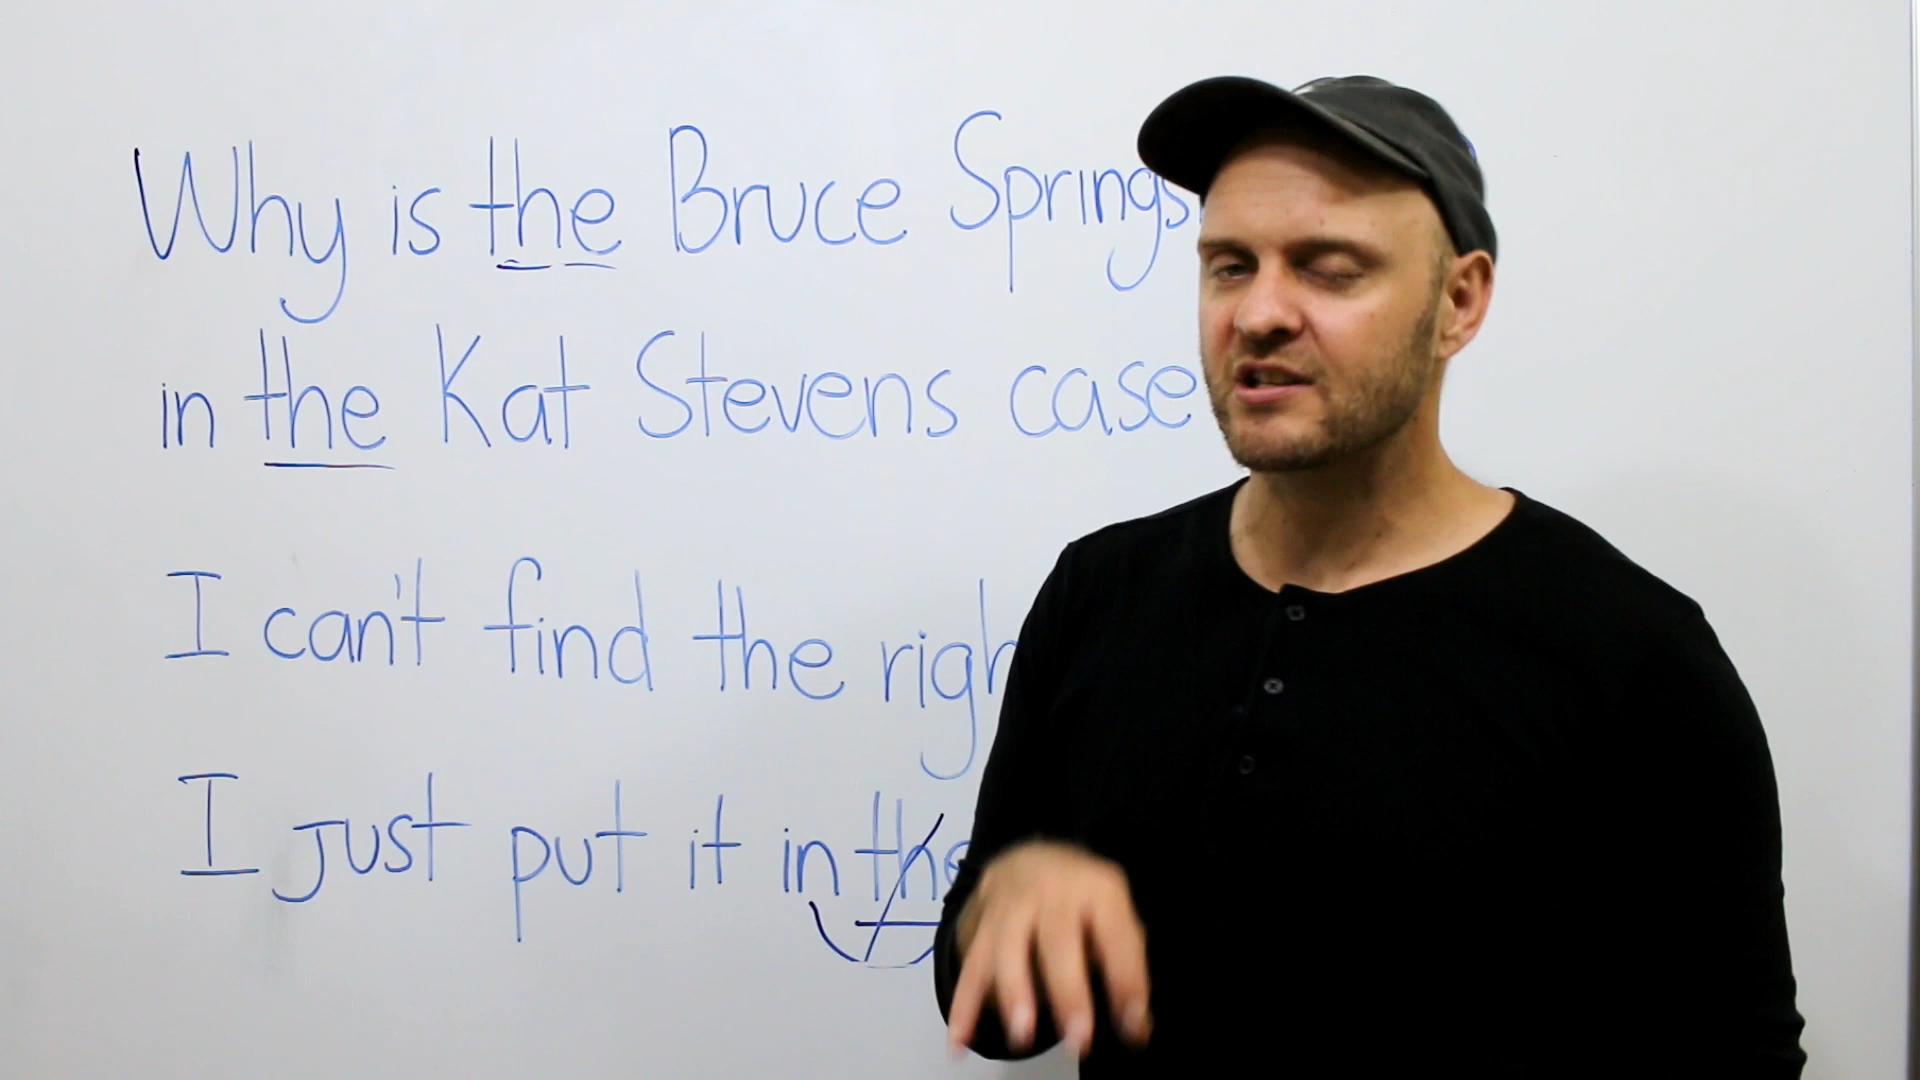 Why is the Bruce Springs
in the Kat Stevens case
I can't find the righ
I just put it in the